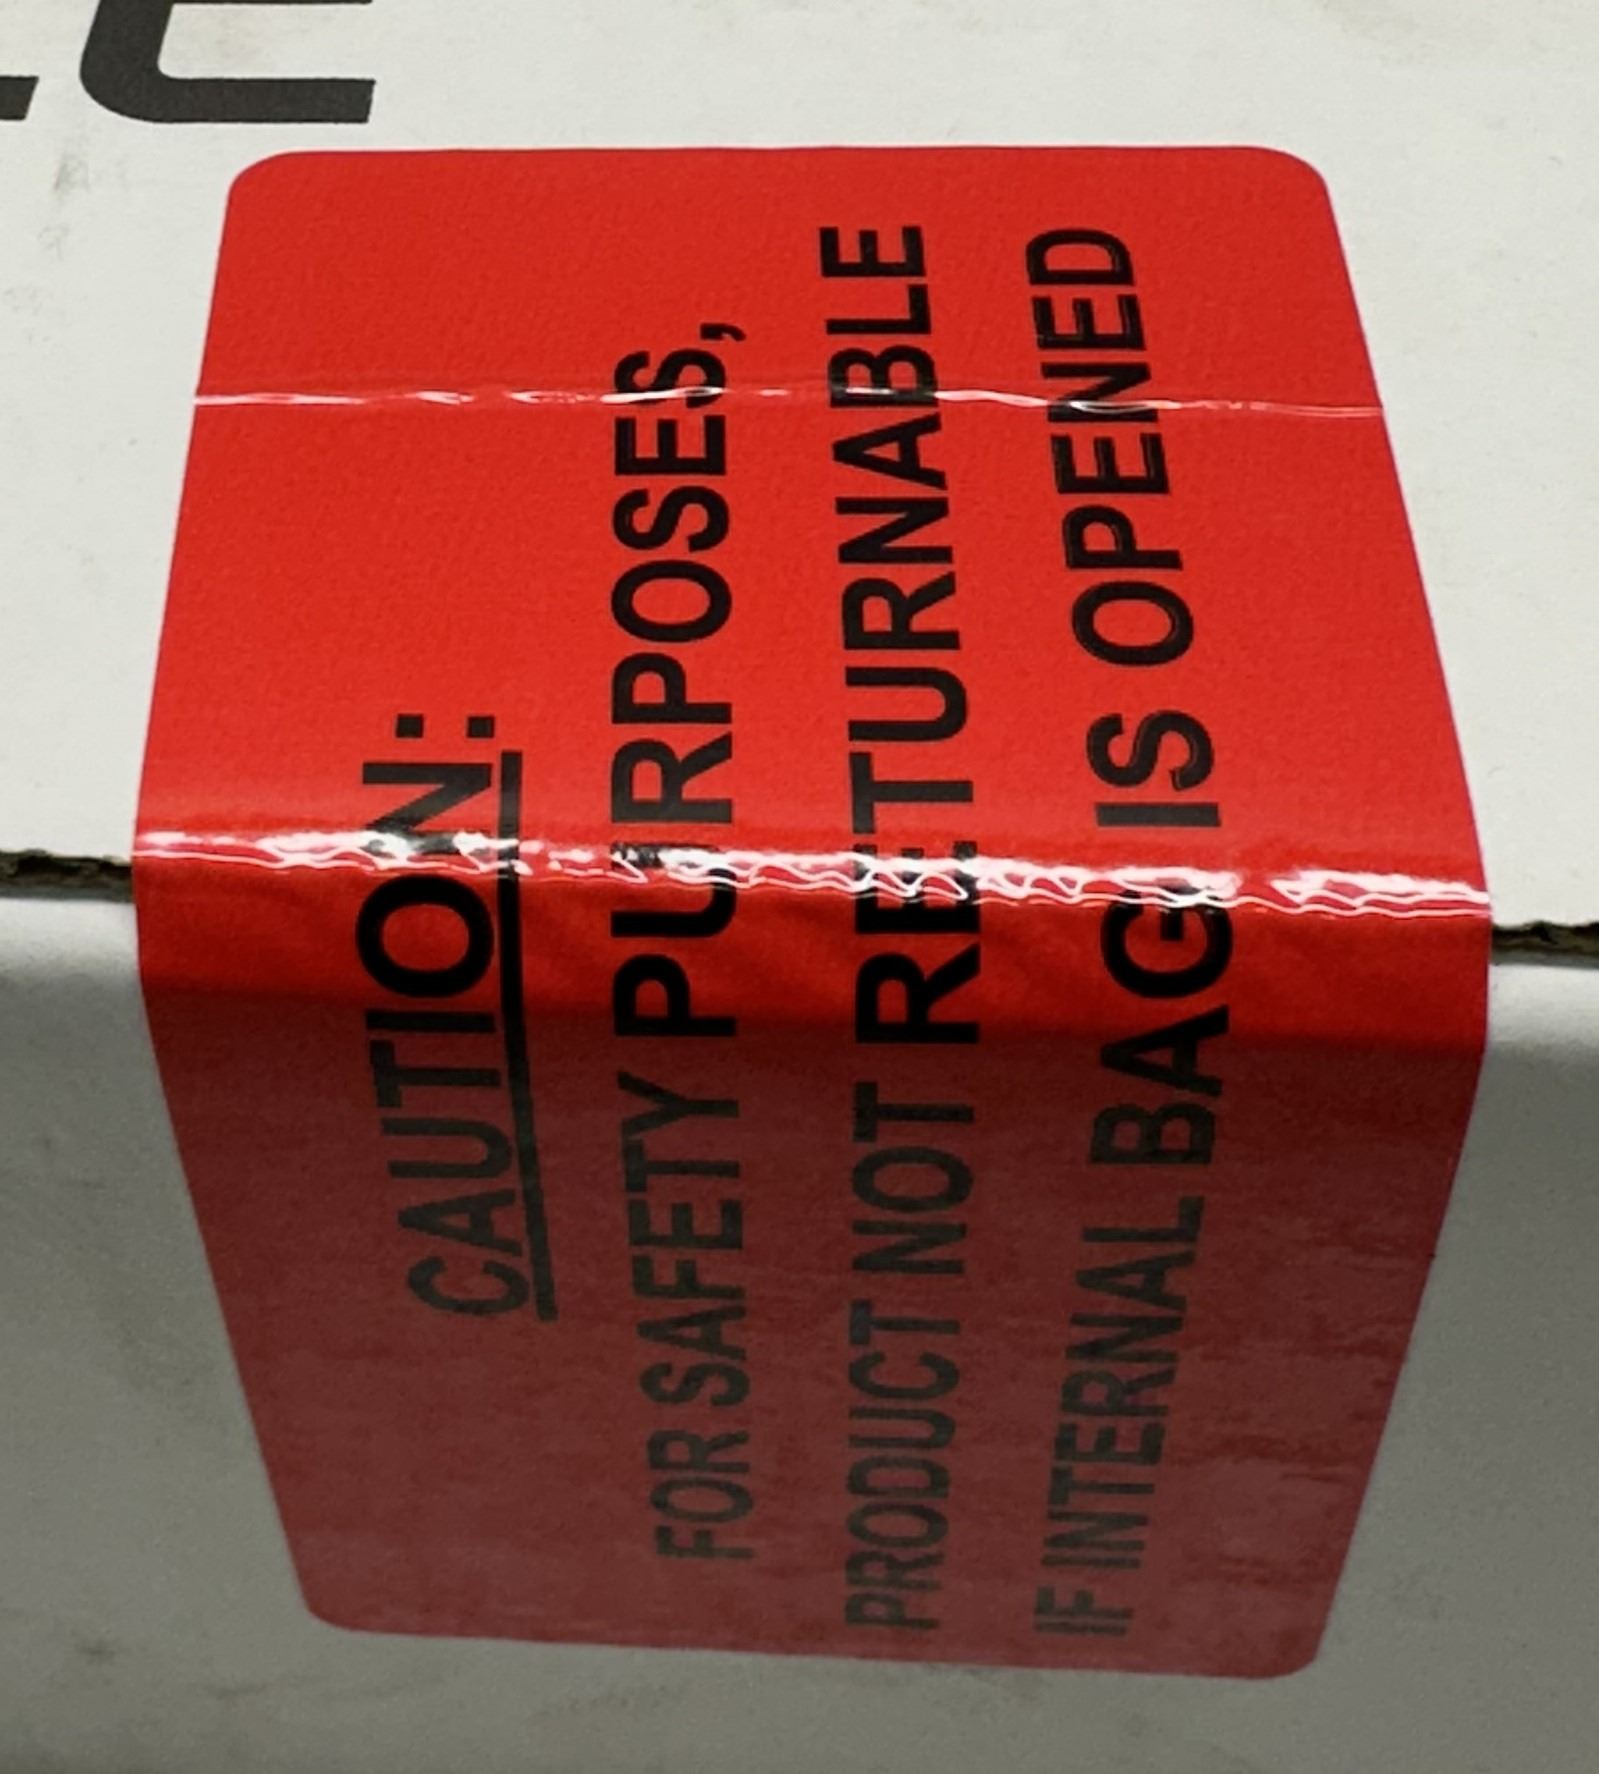 CAUTION:
FOR SAFETY PURPOSES,
PRODUCT NOT RETURNABLE
IF INTERNAL BAG IS OPENED